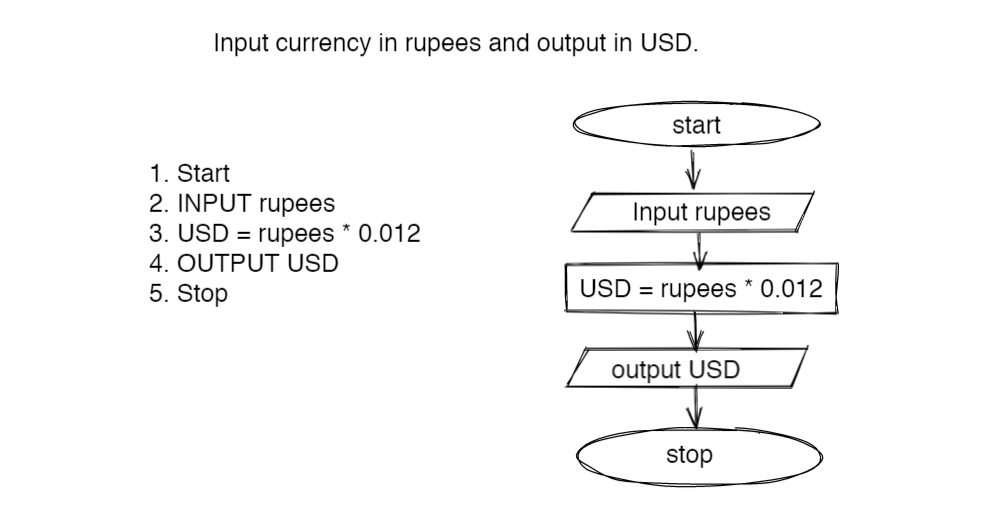 Input currency in rupees and output in USD.
1. Start
2. INPUT rupees
3. USD = rupees * 0.012
4. OUTPUT USD
5. Stop
start
Input rupees
USD = rupees * 0.012
output USD
stop